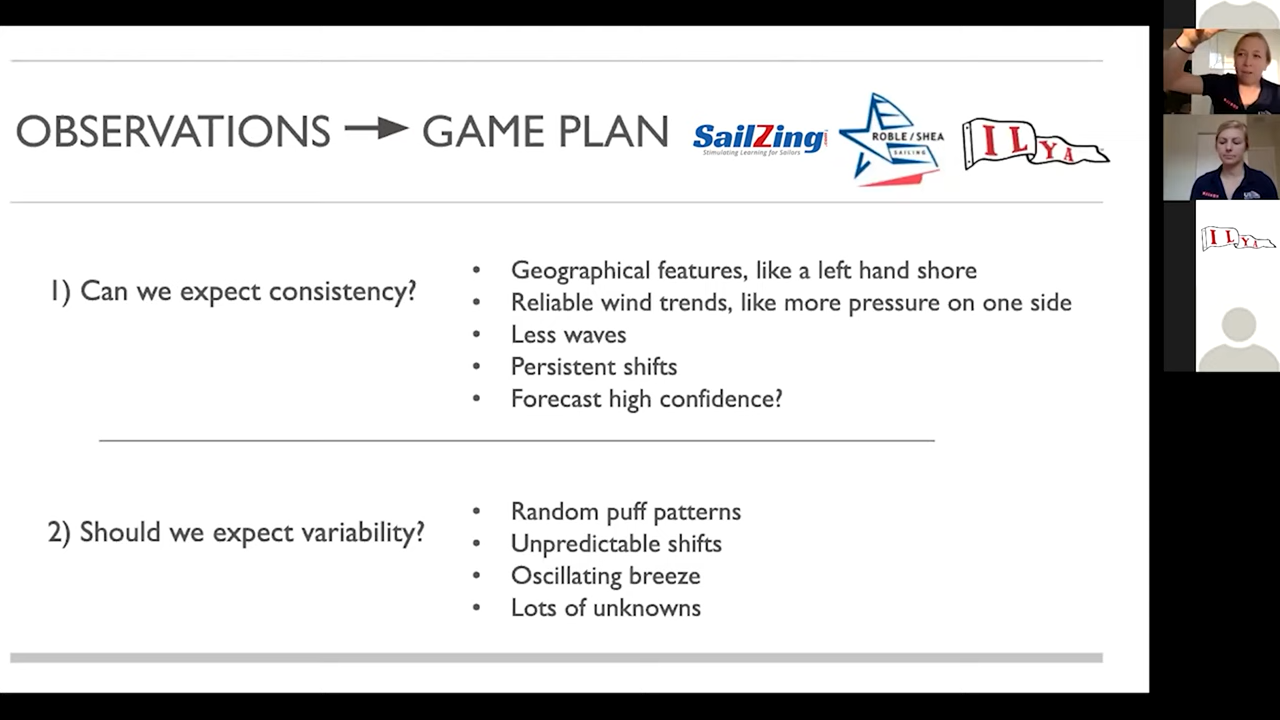 OBSERVATIONS → GAME PLAN
SailZing
Stimulating Learning for Sailors
ROBLE / SHEA
SAILING
ILYA
1) Can we expect consistency?
• Geographical features, like a left hand shore
• Reliable wind trends, like more pressure on one side
• Less waves
• Persistent shifts
• Forecast high confidence?
2) Should we expect variability?
• Random puff patterns
• Unpredictable shifts
• Oscillating breeze
• Lots of unknowns
ILYA